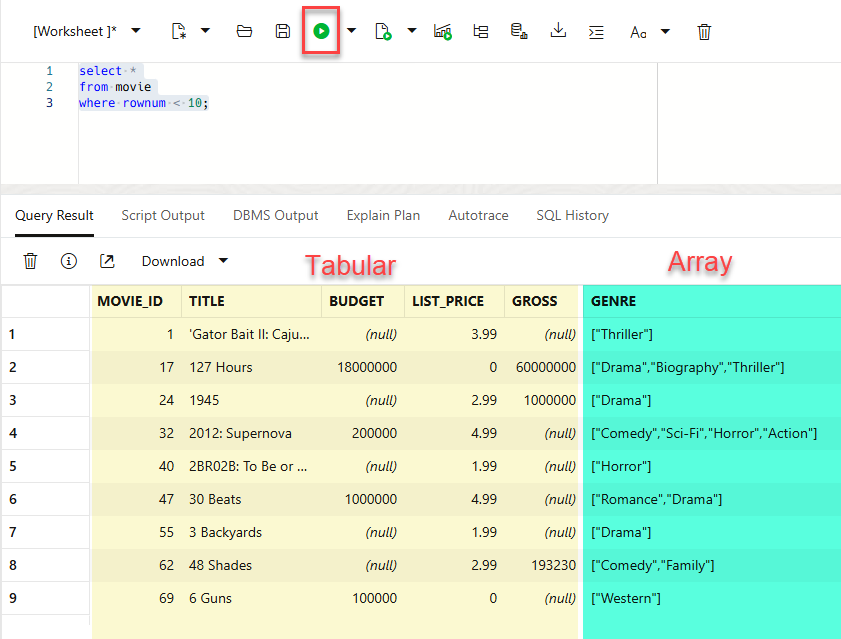 [Worksheet ]* Aa
1 select *
2 from movie
3 where rownum < 10;
Query Result Script Output DBMS Output Explain Plan Autotrace SQL History
Download Tabular Array
MOVIE_ID TITLE BUDGET LIST_PRICE GROSS GENRE
1 1 'Gator Bait II: Caju... (null) 3.99 (null) ["Thriller"]
2 17 127 Hours 18000000 0 60000000 ["Drama","Biography","Thriller"]
3 24 1945 (null) 2.99 1000000 ["Drama"]
4 32 2012: Supernova 200000 4.99 (null) ["Comedy","Sci-Fi","Horror","Action"]
5 40 2BR02B: To Be or ... (null) 1.99 (null) ["Horror"]
6 47 30 Beats 1000000 4.99 (null) ["Romance","Drama"]
7 55 3 Backyards (null) 1.99 (null) ["Drama"]
8 62 48 Shades (null) 2.99 193230 ["Comedy","Family"]
9 69 6 Guns 100000 0 (null) ["Western"]